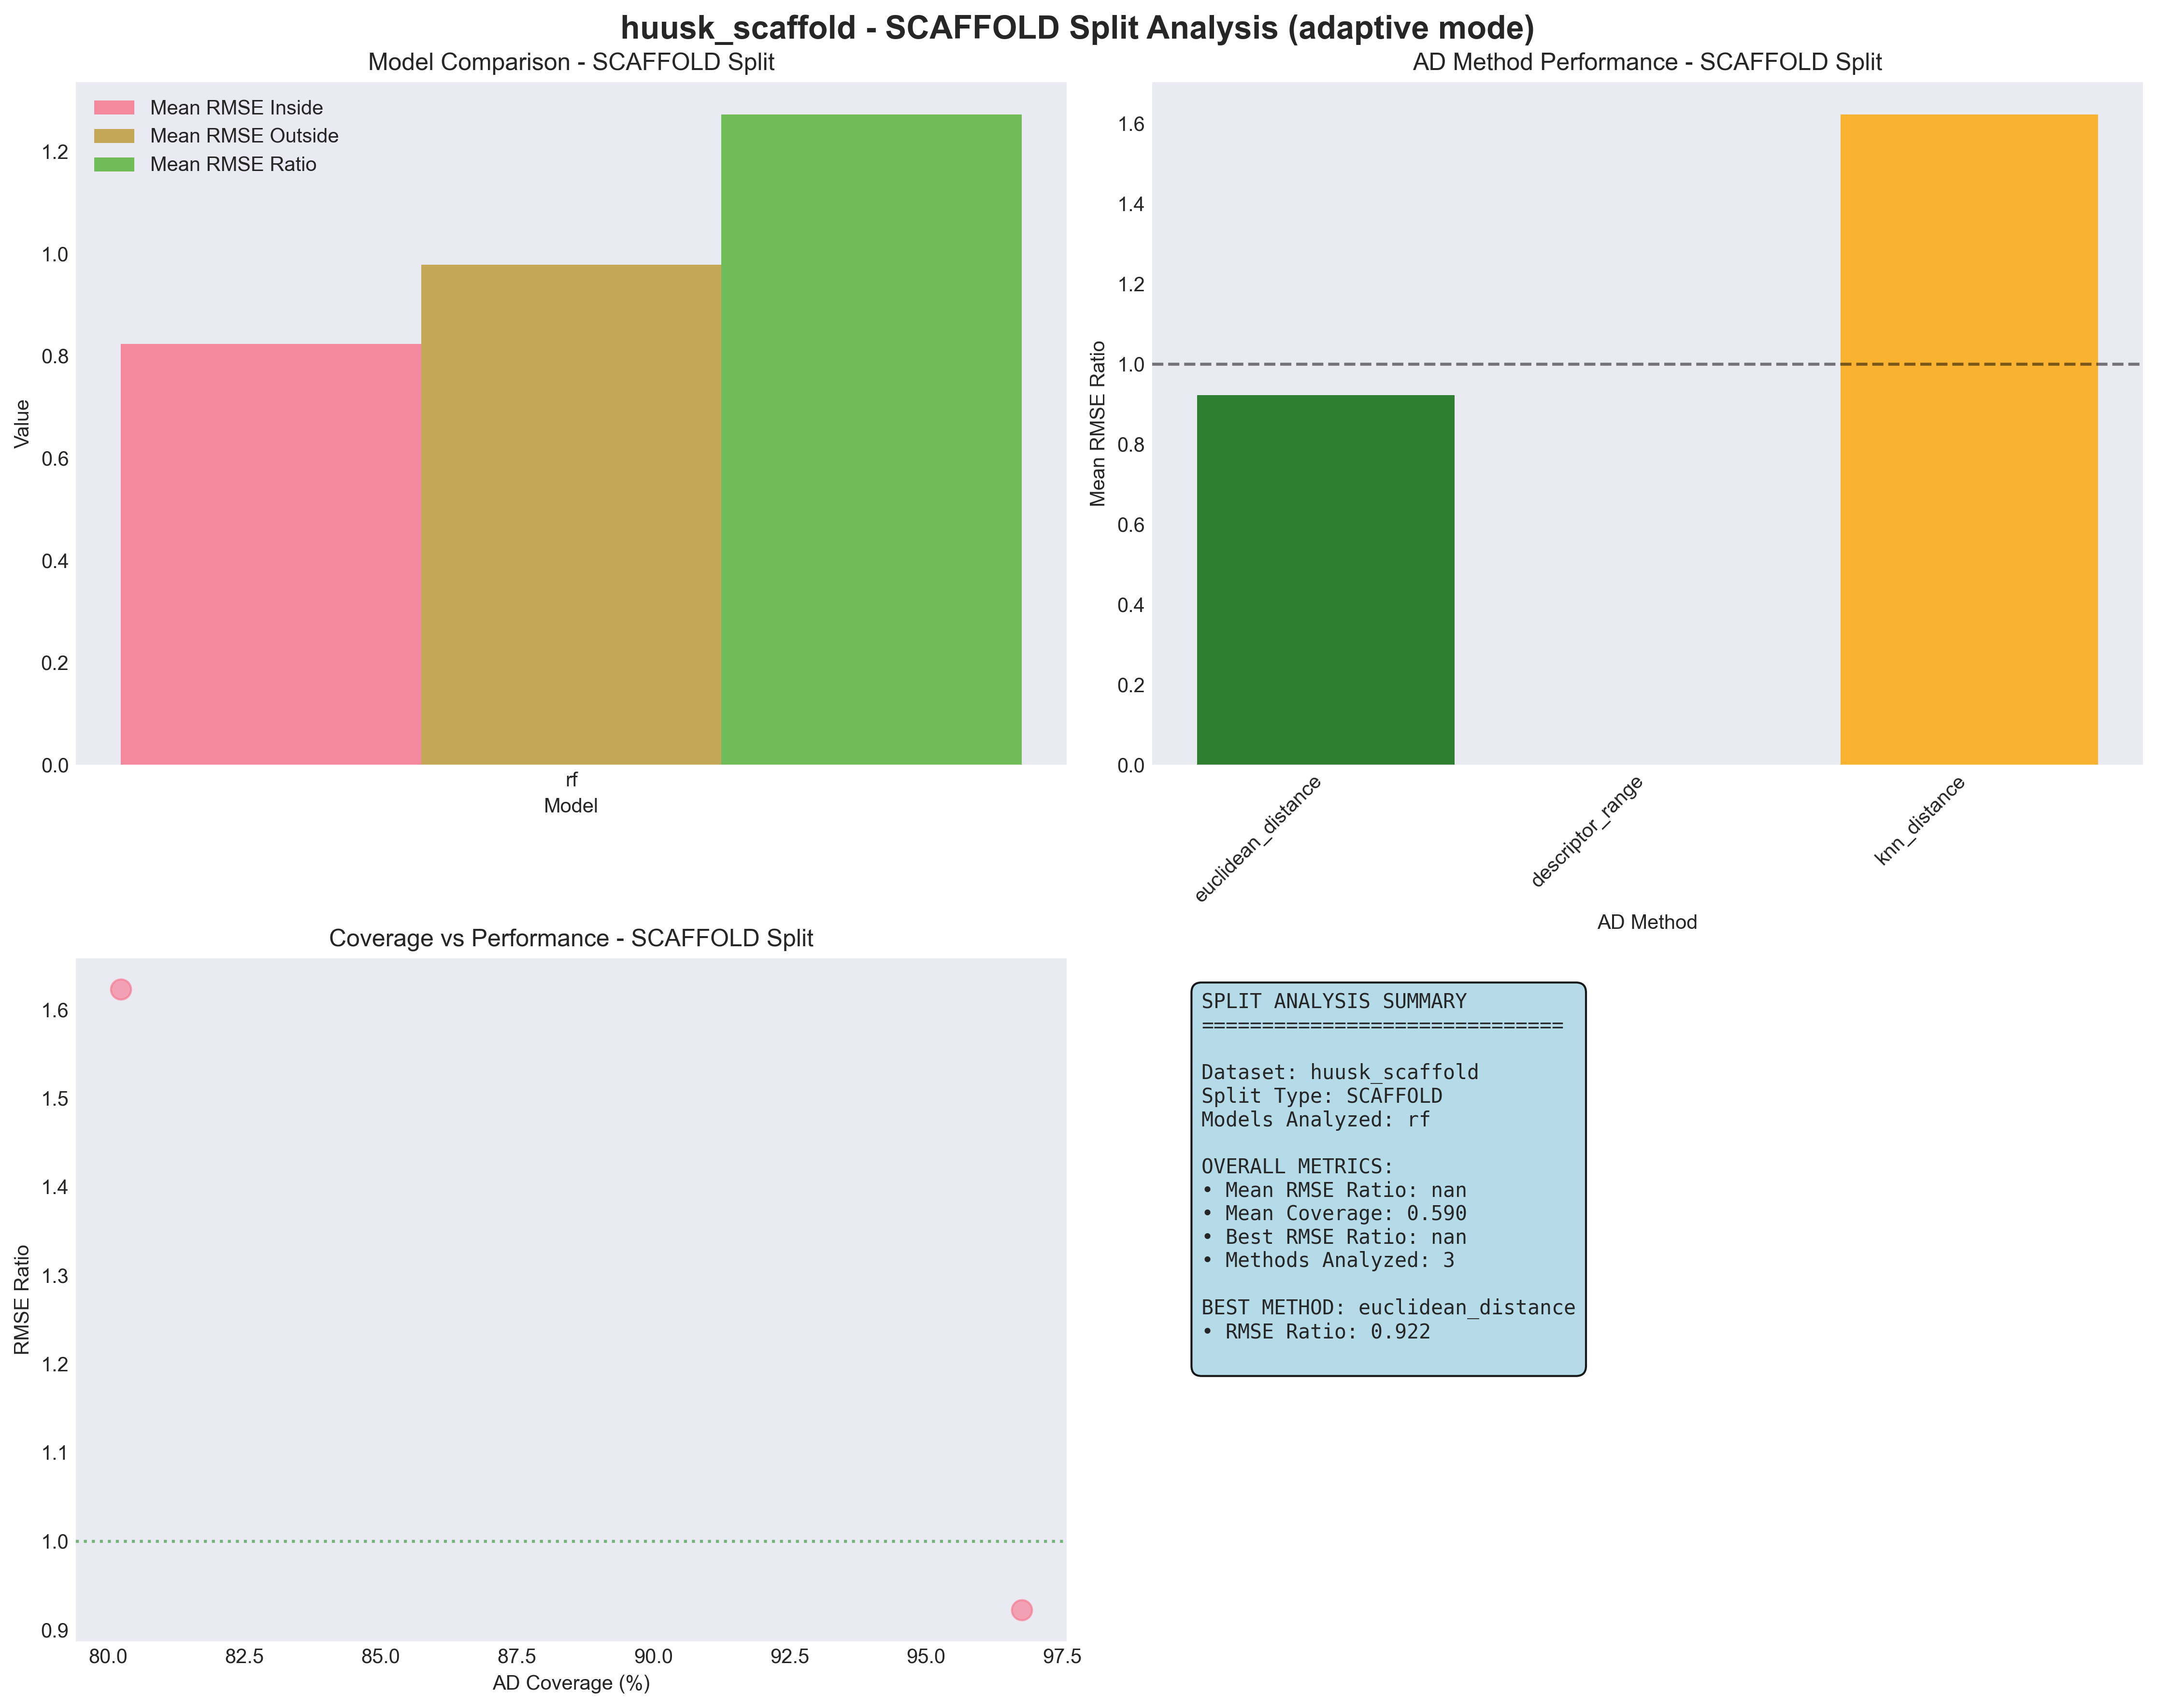 huusk_scaffold - SCAFFOLD Split Analysis (adaptive mode)
Model Comparison - SCAFFOLD Split
Mean RMSE Inside
Mean RMSE Outside
Mean RMSE Ratio
Value
1.2
1.0
0.8
0.6
0.4
0.2
0.0
rf
Model
AD Method Performance - SCAFFOLD Split
Mean RMSE Ratio
1.6
1.4
1.2
1.0
0.8
0.6
0.4
0.2
0.0
euclidean_distance
descriptor_range
knn_distance
AD Method
Coverage vs Performance - SCAFFOLD Split
RMSE Ratio
1.6
1.5
1.4
1.3
1.2
1.1
1.0
0.9
80.0 82.5 85.0 87.5 90.0 92.5 95.0 97.5
AD Coverage (%)
SPLIT ANALYSIS SUMMARY
==============================
Dataset: huusk_scaffold
Split Type: SCAFFOLD
Models Analyzed: rf
OVERALL METRICS:
• Mean RMSE Ratio: nan
• Mean Coverage: 0.590
• Best RMSE Ratio: nan
• Methods Analyzed: 3
BEST METHOD: euclidean_distance
• RMSE Ratio: 0.922